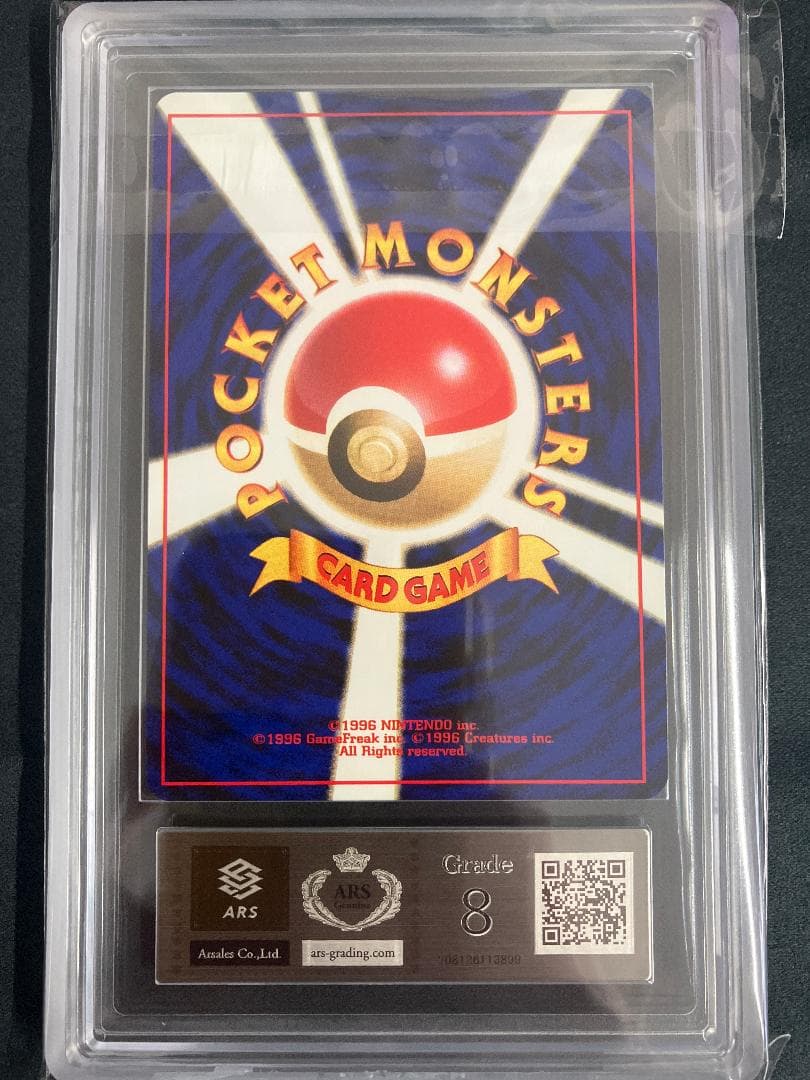 POCKET MONSTERS
CARD GAME
©1996 NINTENDO inc.
©1996 GameFreak inc. ©1996 Creatures inc.
All Rights reserved.
ARS
ARS
Genuine
Grade
8
Arsales Co.,Ltd.
ars-grading.com